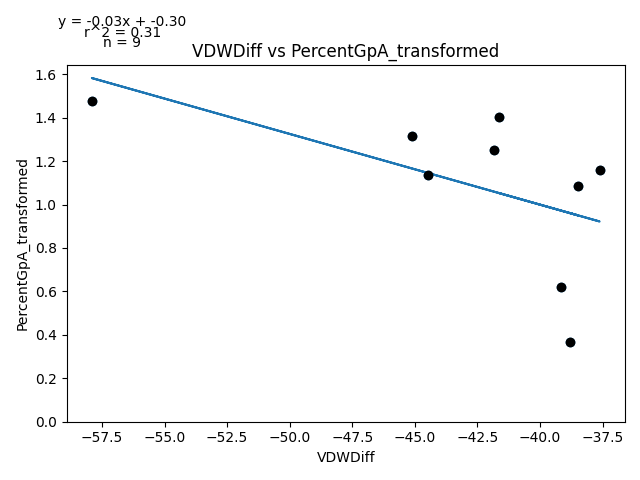 y = -0.03x + -0.30
r^2 = 0.31
n = 9
VDWDiff vs PercentGpA_transformed
1.6
1.4
1.2
1.0
0.8
0.6
0.4
0.2
0.0
PercentGpA_transformed
−57.5 −55.0 −52.5 −50.0 −47.5 −45.0 −42.5 −40.0 −37.5
VDWDiff